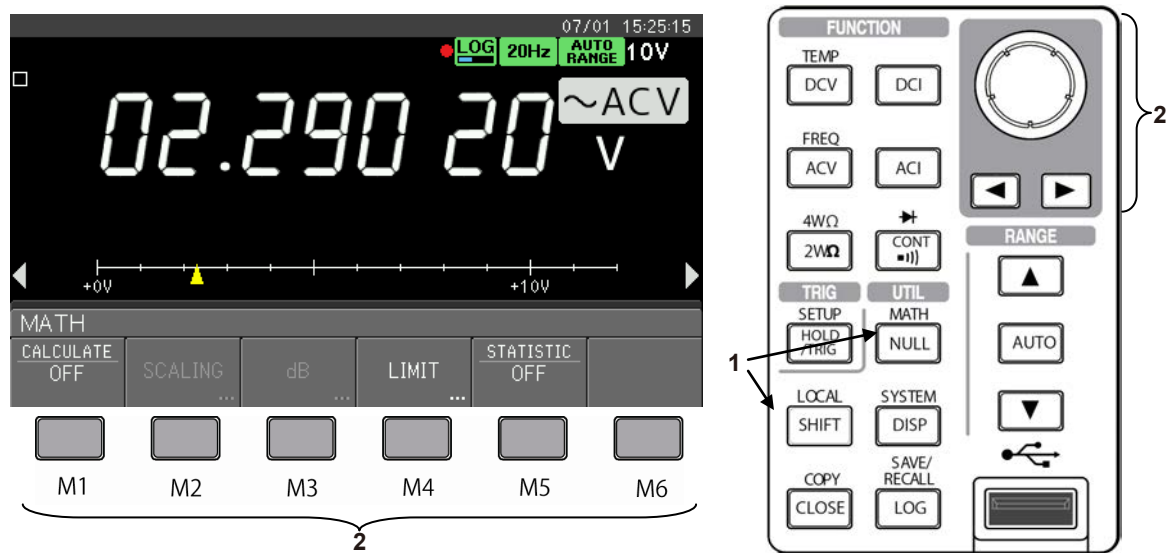 07/01 15:25:15
LOG 20Hz AUTO RANGE 10V
~ACV
02.290 20 V
+0V +10V
MATH
CALCULATE OFF
SCALING ...
dB ...
LIMIT ...
STATISTIC OFF
M1 M2 M3 M4 M5 M6
2
FUNCTION
TEMP
DCV DCI
2
FREQ
ACV ACI
4WΩ
2WΩ CONT
RANGE
TRIG UTIL
SETUP MATH
HOLD /TRIG NULL AUTO
1
LOCAL SYSTEM
SHIFT DISP
COPY SAVE/ RECALL
CLOSE LOG